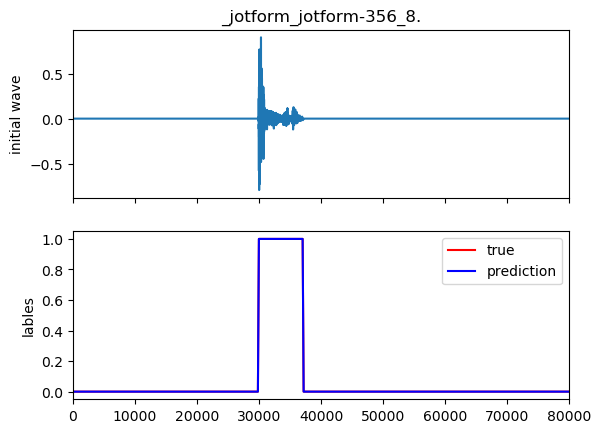 _jotform_jotform-356_8.
initial wave
0.5
0.0
−0.5
lables
1.0
0.8
0.6
0.4
0.2
0.0
true
prediction
0 10000 20000 30000 40000 50000 60000 70000 80000